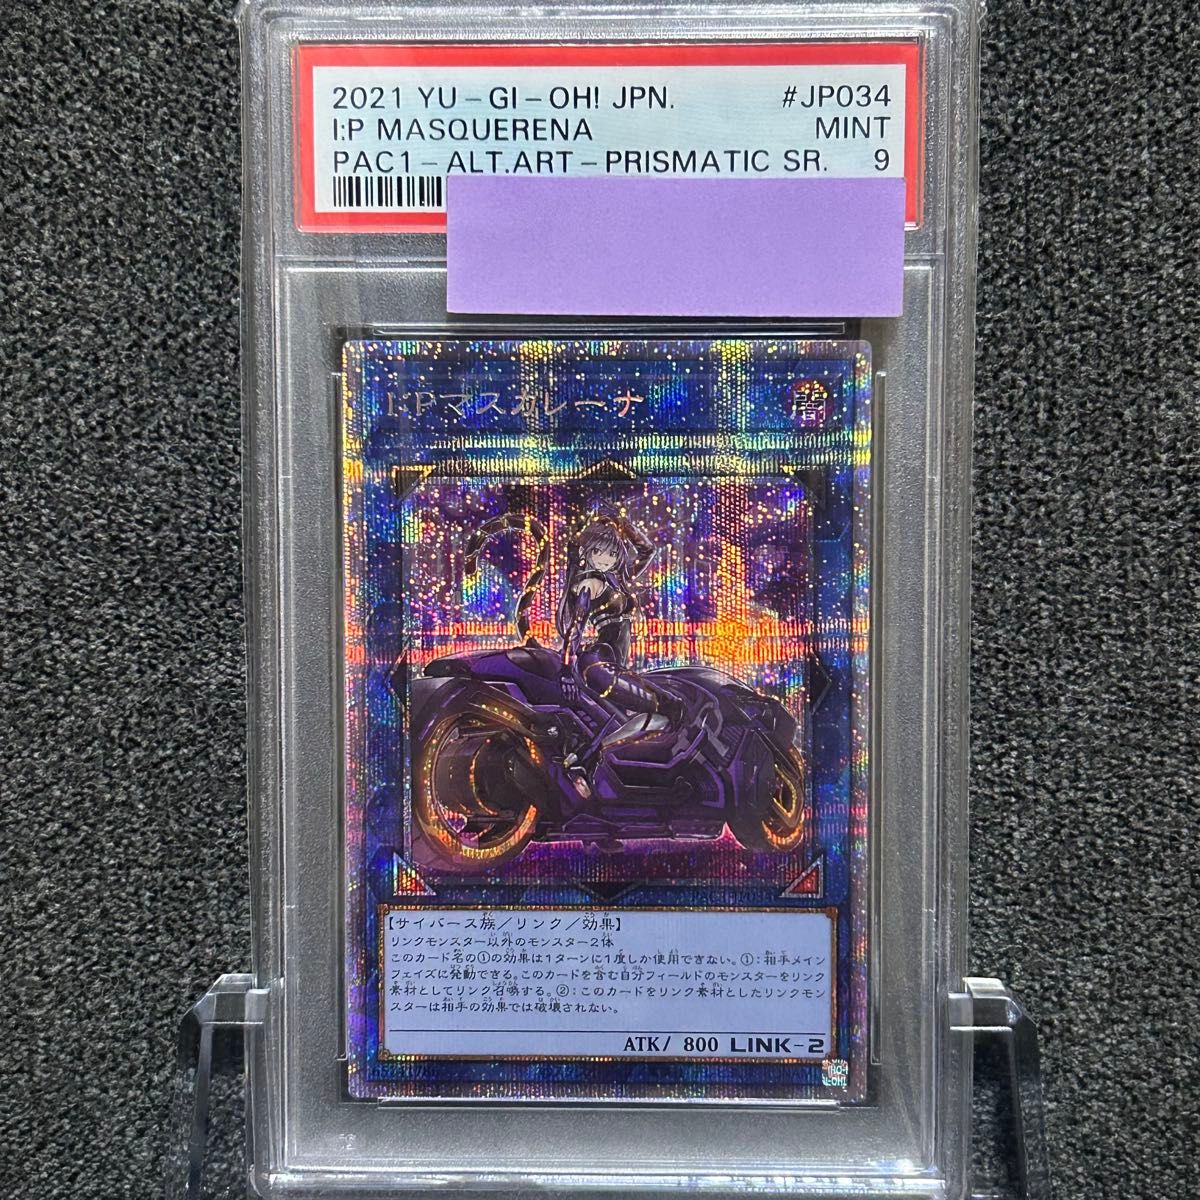 2021 YU-GI-OH! JPN. #JP034
I:P MASQUERENA MINT
PAC1-ALT.ART-PRISMATIC SR. 9
I:Pマスカレーナ 闇
【サイバース族／リンク／効果】
リンクモンスター以外のモンスター2体
このカード名の①の効果は1ターンに1度しか使用できない。①：相手メイン
フェイズに発動できる。このカードを含む自分フィールドのモンスターをリンク
素材としてリンク召喚する。②：このカードをリンク素材としたリンクモン
スターは相手の効果では破壊されない。
ATK/ 800 LINK-2